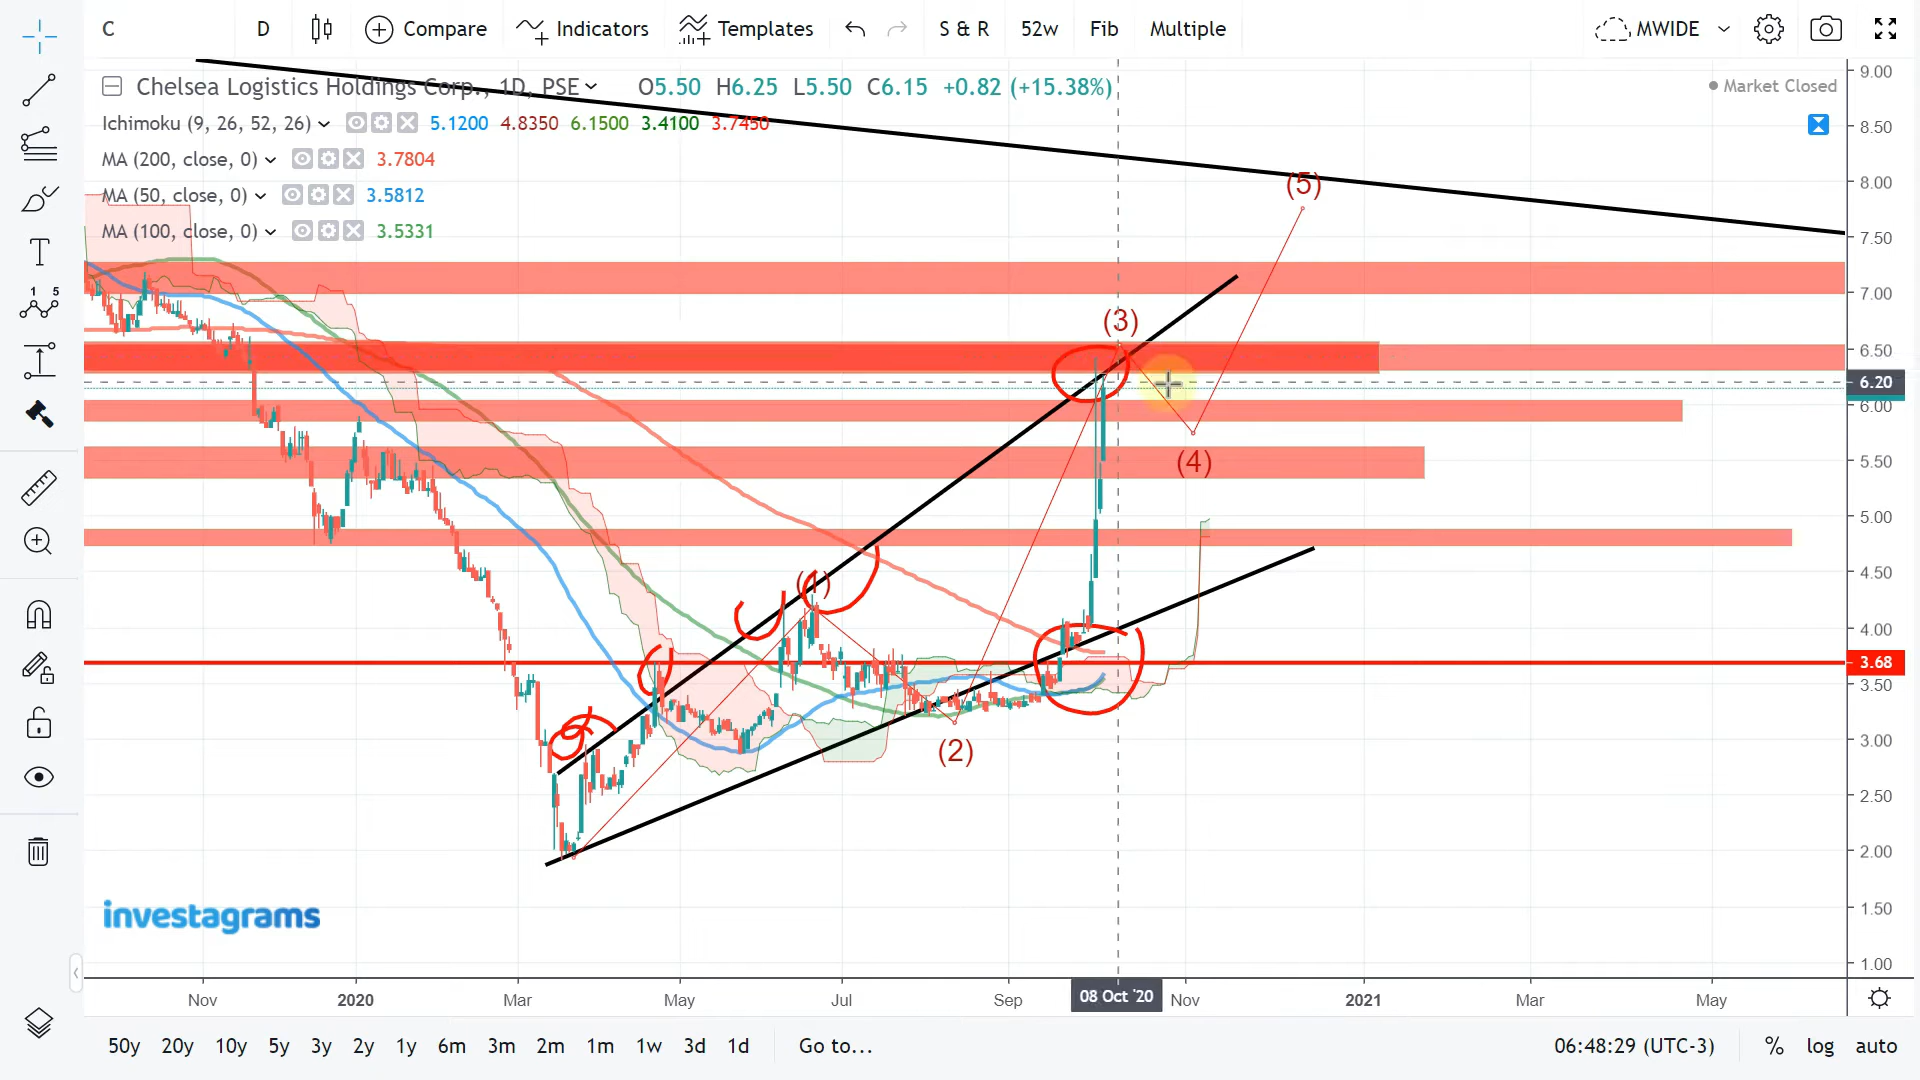 C D Compare Indicators Templates S & R 52w Fib Multiple MWIDE
Chelsea Logistics Holdings Corp., 1D, PSE O5.50 H6.25 L5.50 C6.15 +0.82 (+15.38%)
Market Closed
Ichimoku (9, 26, 52, 26) 5.1200 4.8350 6.1500 3.4100 3.7450
MA (200, close, 0) 3.7804
MA (50, close, 0) 3.5812
MA (100, close, 0) 3.5331
(5)
(3)
(4)
(1)
(2)
9.00
8.50
8.00
7.50
7.00
6.50
6.20
6.00
5.50
5.00
4.50
4.00
3.68
3.50
3.00
2.50
2.00
1.50
1.00
T
1 5
investagrams
Nov 2020 Mar May Jul Sep 08 Oct '20 Nov 2021 Mar May
50y 20y 10y 5y 3y 2y 1y 6m 3m 2m 1m 1w 3d 1d Go to... 06:48:29 (UTC-3) % log auto